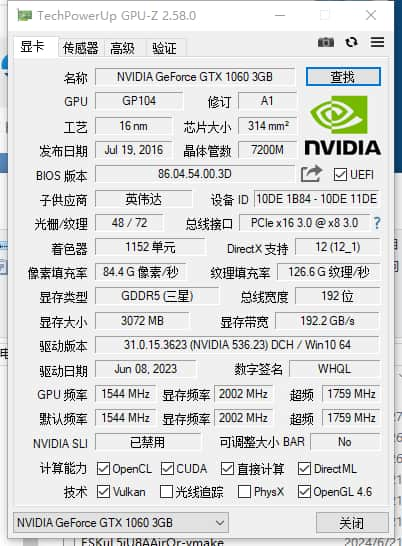 TechPowerUp GPU-Z 2.58.0
显卡 传感器 高级 验证
名称 NVIDIA GeForce GTX 1060 3GB 查找
GPU GP104 修订 A1
工艺 16 nm 芯片大小 314 mm²
发布日期 Jul 19, 2016 晶体管数 7200M
NVIDIA
BIOS 版本 86.04.54.00.3D UEFI
子供应商 英伟达 设备 ID 10DE 1B84 - 10DE 11DE
光栅/纹理 48 / 72 总线接口 PCIe x16 3.0 @ x8 3.0 ?
着色器 1152 单元 DirectX 支持 12 (12_1)
像素填充率 84.4 G 像素/秒 纹理填充率 126.6 G 纹理/秒
显存类型 GDDR5 (三星) 总线宽度 192 位
显存大小 3072 MB 显存带宽 192.2 GB/s
驱动版本 31.0.15.3623 (NVIDIA 536.23) DCH / Win10 64
驱动日期 Jun 08, 2023 数字签名 WHQL
GPU 频率 1544 MHz 显存频率 2002 MHz 超频 1759 MHz
默认频率 1544 MHz 显存频率 2002 MHz 超频 1759 MHz
NVIDIA SLI 已禁用 可调整大小 BAR No
计算能力 OpenCL CUDA 直接计算 DirectML
技术 Vulkan 光线追踪 PhysX OpenGL 4.6
NVIDIA GeForce GTX 1060 3GB 关闭
2024/6/21